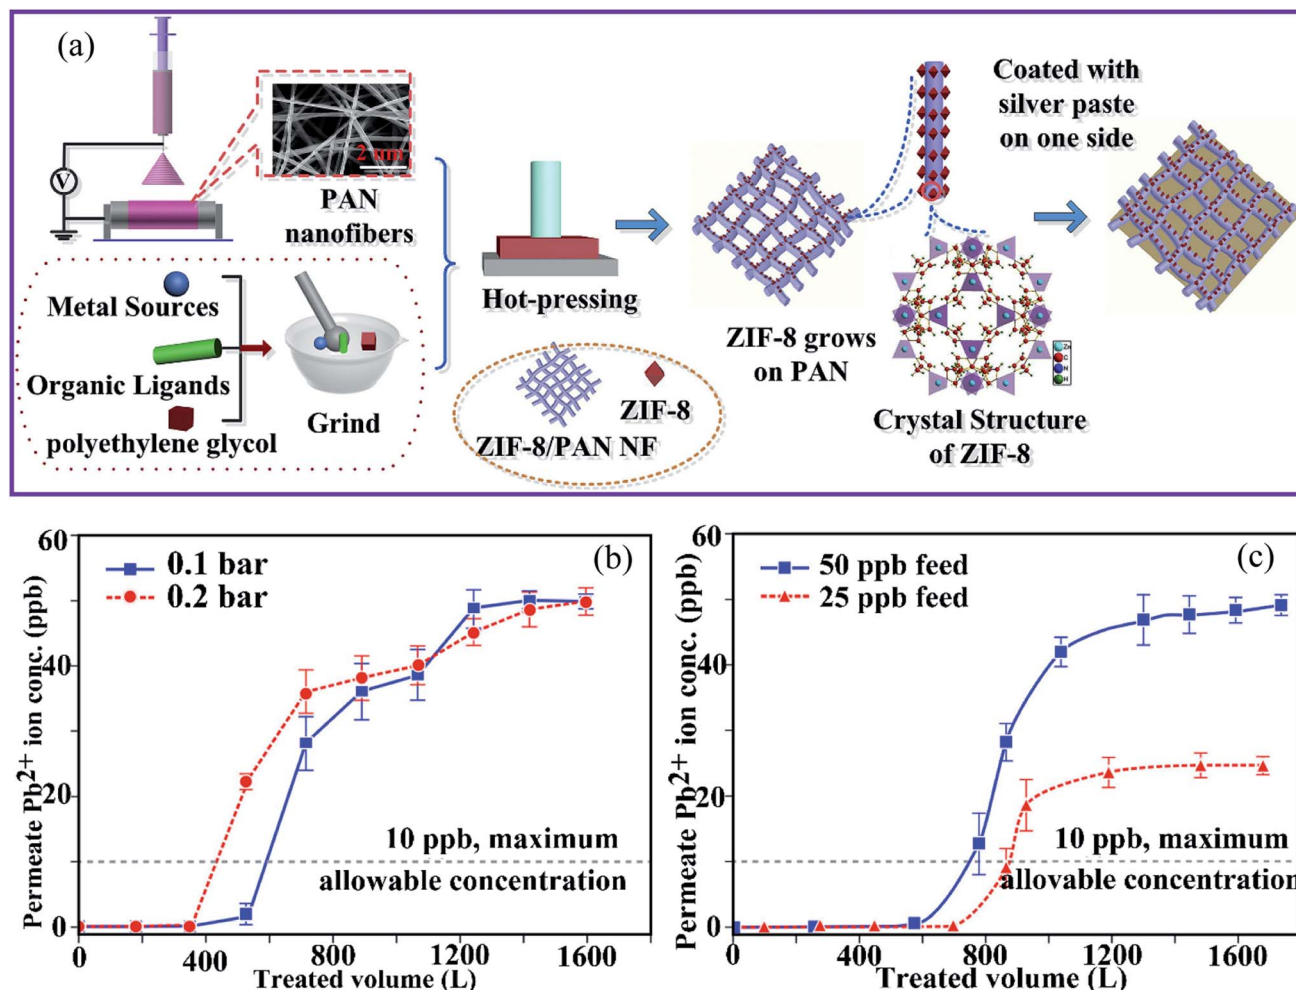 (a)
V
2 um
PAN
nanofibers
Metal Sources
Organic Ligands
polyethylene glycol
Grind
Hot-pressing
ZIF-8
ZIF-8/PAN NF
ZIF-8 grows
on PAN
Coated with
silver paste
on one side
Zn
C
N
H
Crystal Structure
of ZIF-8
(b)
Permeate Pb2+ ion conc. (ppb)
60
40
20
0
0.1 bar
0.2 bar
10 ppb, maximum
allowable concentration
0 400 800 1200 1600
Treated volume (L)
(c)
Permeate Pb2+ ion conc. (ppb)
60
40
20
0
50 ppb feed
25 ppb feed
10 ppb, maximum
allovable concentration
0 400 800 1200 1600
Treated volume (L)